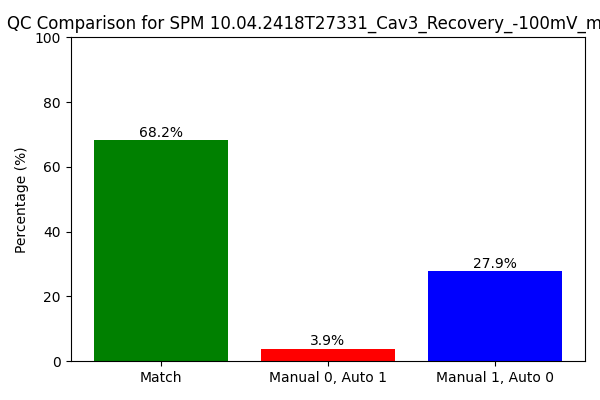 QC Comparison for SPM 10.04.2418T27331_Cav3_Recovery_-100mV_m
100
80
60
40
20
0
Percentage (%)
68.2%
3.9%
27.9%
Match
Manual 0, Auto 1
Manual 1, Auto 0